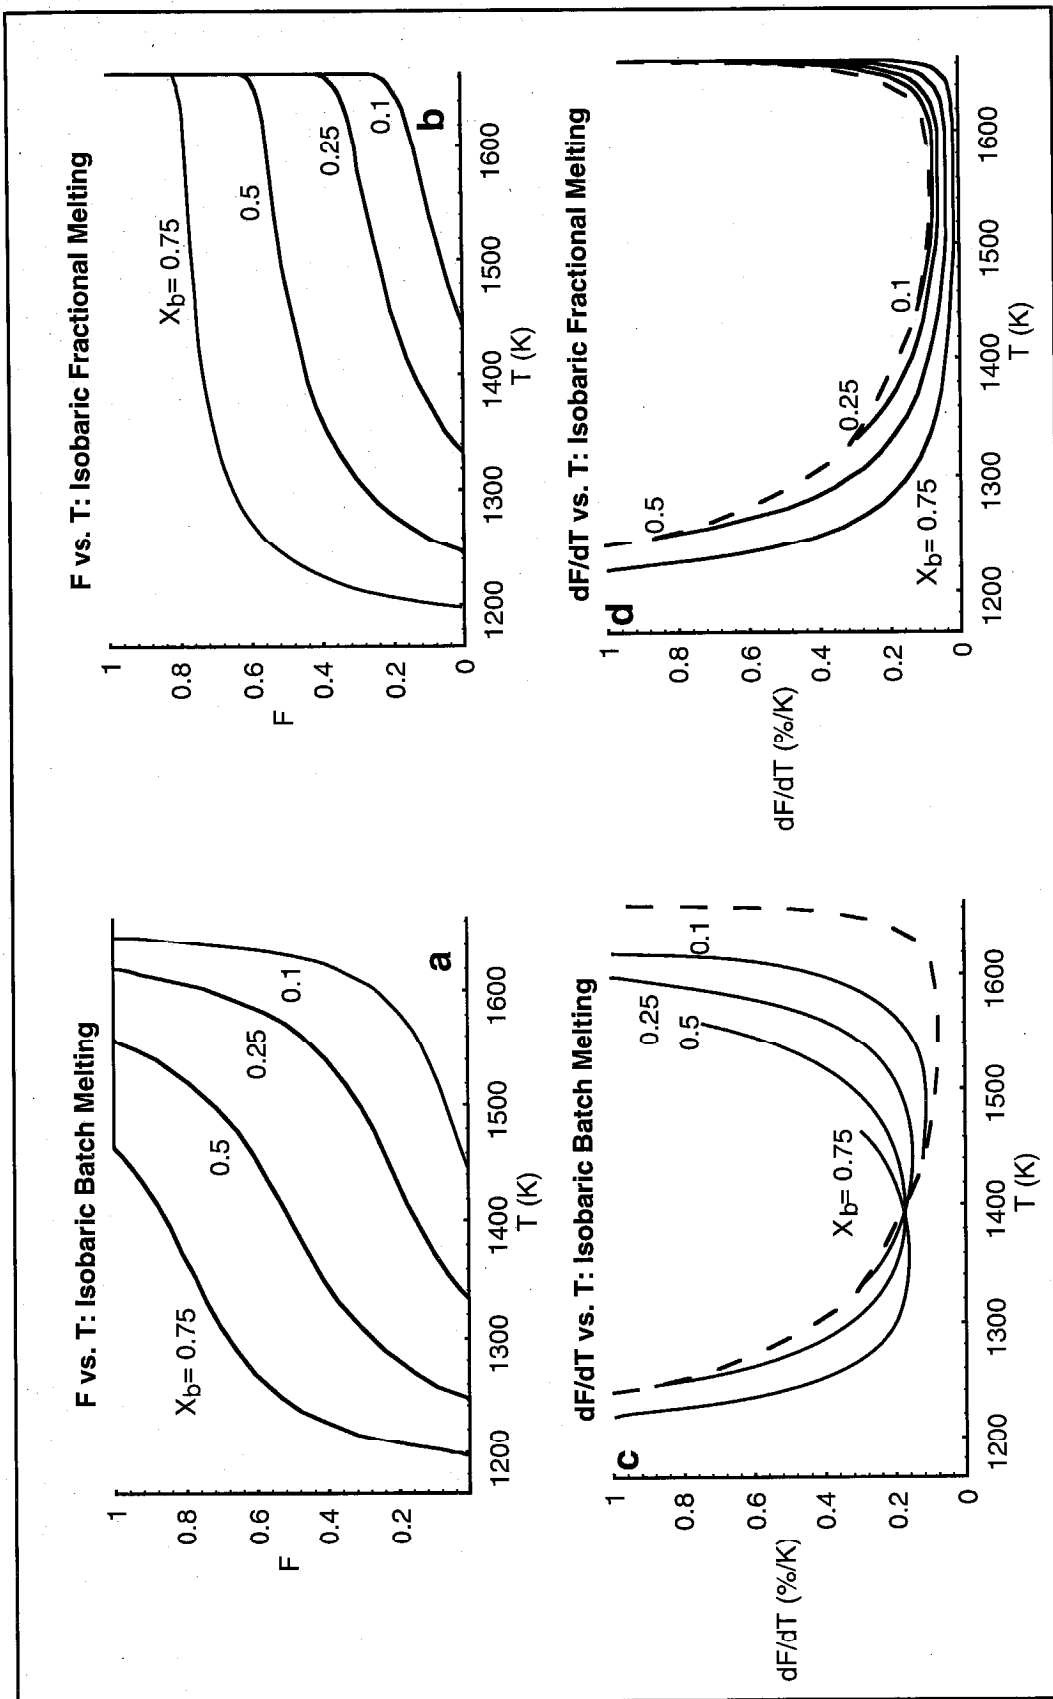 F vs. T: Isobaric Batch Melting
1
0.8
0.6
0.4
0.2
F
X_b= 0.75
0.5
0.25
0.1
a
1200
1300
1400
1500
1600
T (K)
F vs. T: Isobaric Fractional Melting
1
0.8
0.6
0.4
0.2
0
F
X_b= 0.75
0.5
0.25
0.1
b
1200
1300
1400
1500
1600
T (K)
dF/dT vs. T: Isobaric Batch Melting
c
1
0.8
0.6
0.4
0.2
0
dF/dT (%/K)
X_b= 0.75
0.5
0.25
0.1
1200
1300
1400
1500
1600
T (K)
dF/dT vs. T: Isobaric Fractional Melting
d
1
0.8
0.6
0.4
0.2
0
dF/dT (%/K)
X_b= 0.75
0.5
0.25
0.1
1200
1300
1400
1500
1600
T (K)